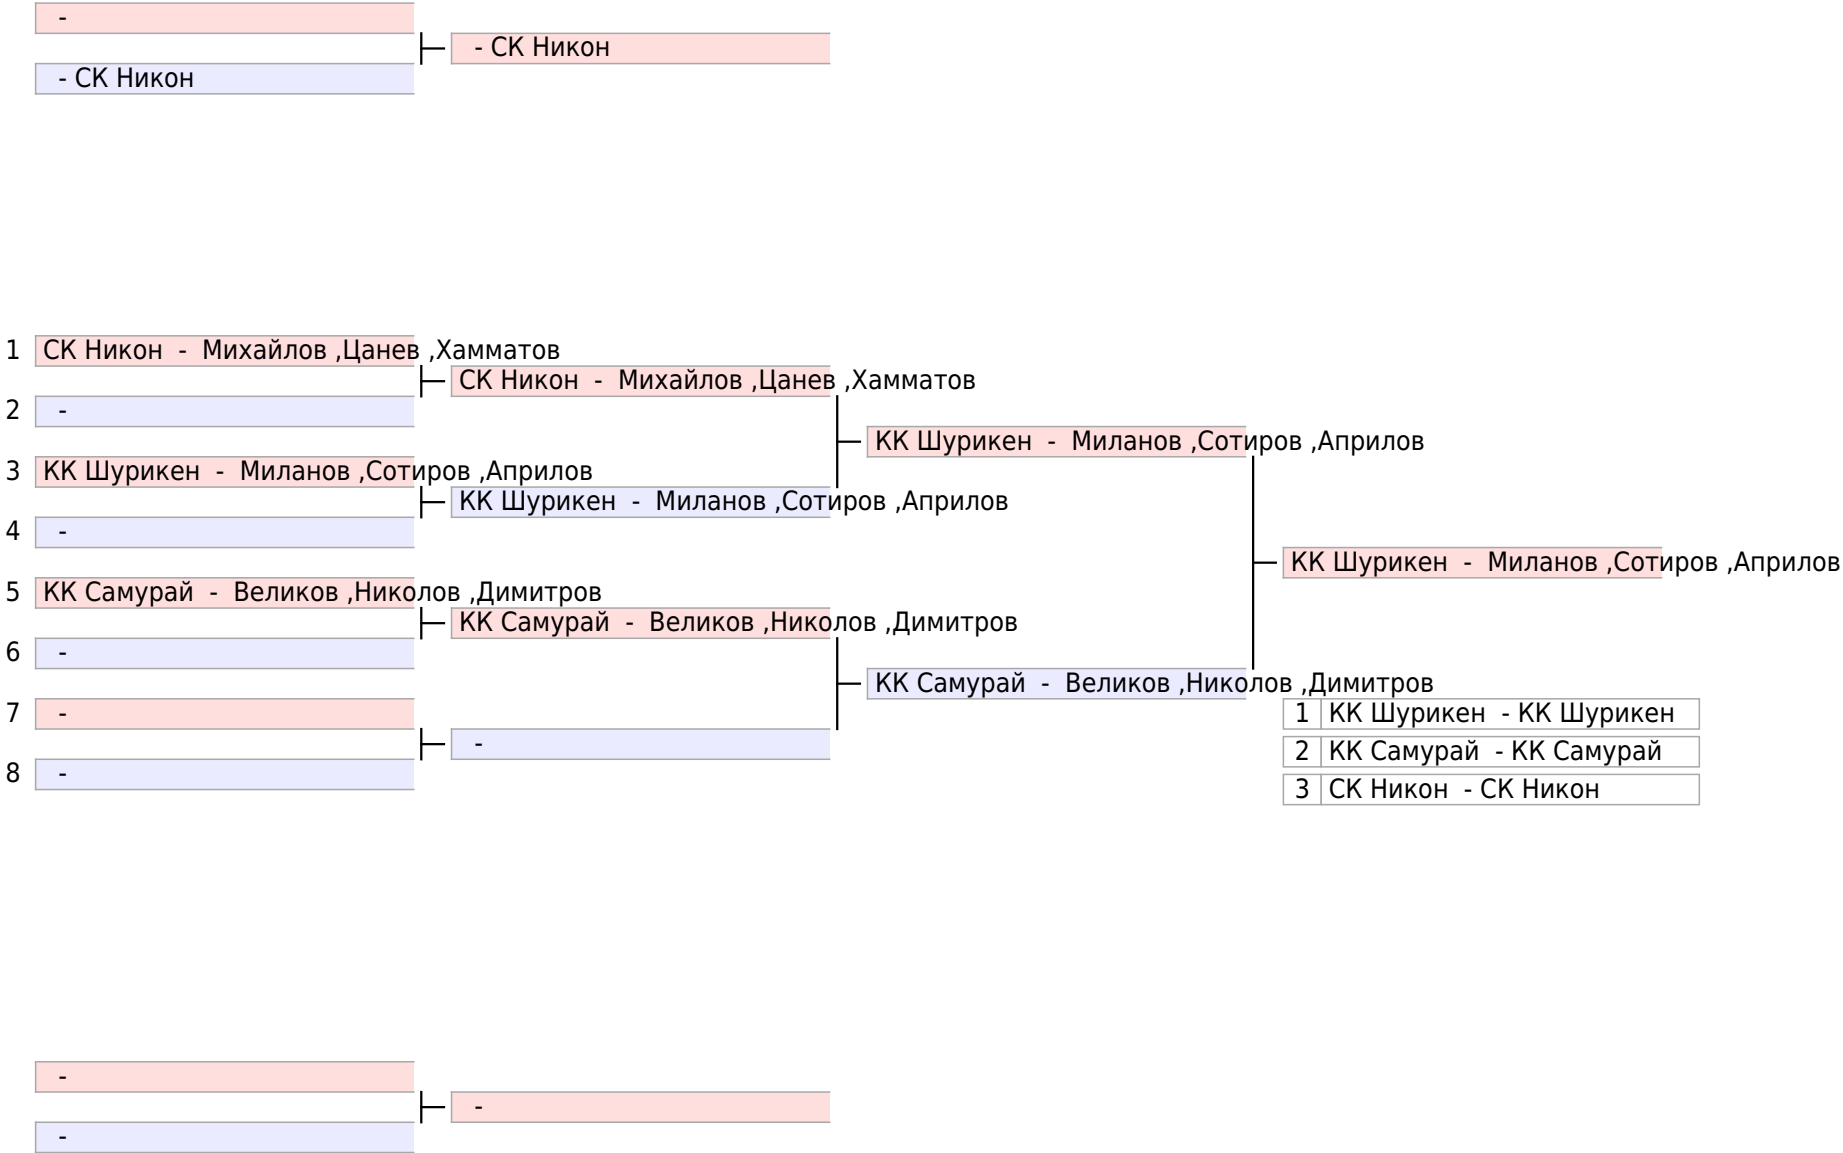 -
- СК Никон
- СК Никон
1 СК Никон - Михайлов ,Цанев ,Хамматов
СК Никон - Михайлов ,Цанев ,Хамматов
2 -
КК Шурикен - Миланов ,Сотиров ,Априлов
3 КК Шурикен - Миланов ,Сотиров ,Априлов
КК Шурикен - Миланов ,Сотиров ,Априлов
4 -
КК Шурикен - Миланов ,Сотиров ,Априлов
5 КК Самурай - Великов ,Николов ,Димитров
КК Самурай - Великов ,Николов ,Димитров
6 -
КК Самурай - Великов ,Николов ,Димитров
7 -
1 КК Шурикен - КК Шурикен
-
2 КК Самурай - КК Самурай
8 -
3 СК Никон - СК Никон
-
-
-